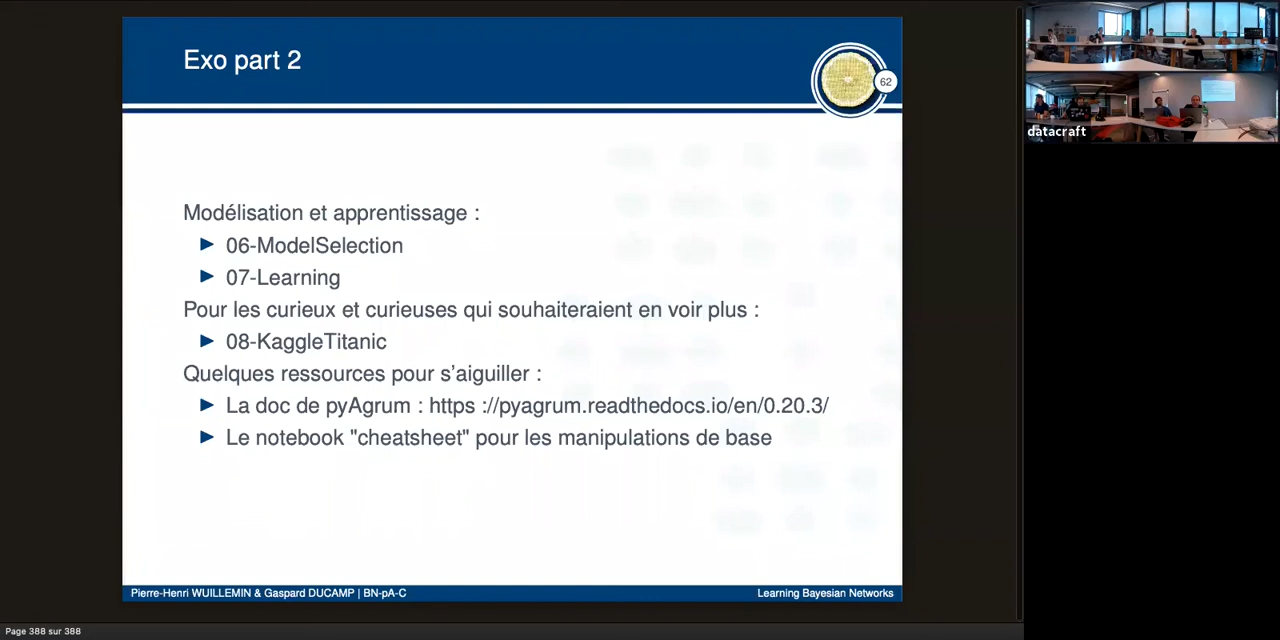 Exo part 2
62
Modélisation et apprentissage :
06-ModelSelection
07-Learning
Pour les curieux et curieuses qui souhaiteraient en voir plus :
08-KaggleTitanic
Quelques ressources pour s'aiguiller :
La doc de pyAgrum : https ://pyagrum.readthedocs.io/en/0.20.3/
Le notebook "cheatsheet" pour les manipulations de base
Pierre-Henri WUILLEMIN & Gaspard DUCAMP | BN-pA-C
Learning Bayesian Networks
Page 388 sur 388
datacraft